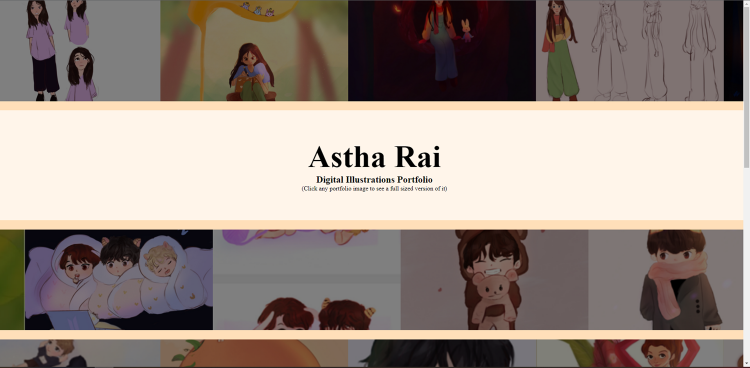 Astha Rai
Digital Illustrations Portfolio
(Click any portfolio image to see a full sized version of it)